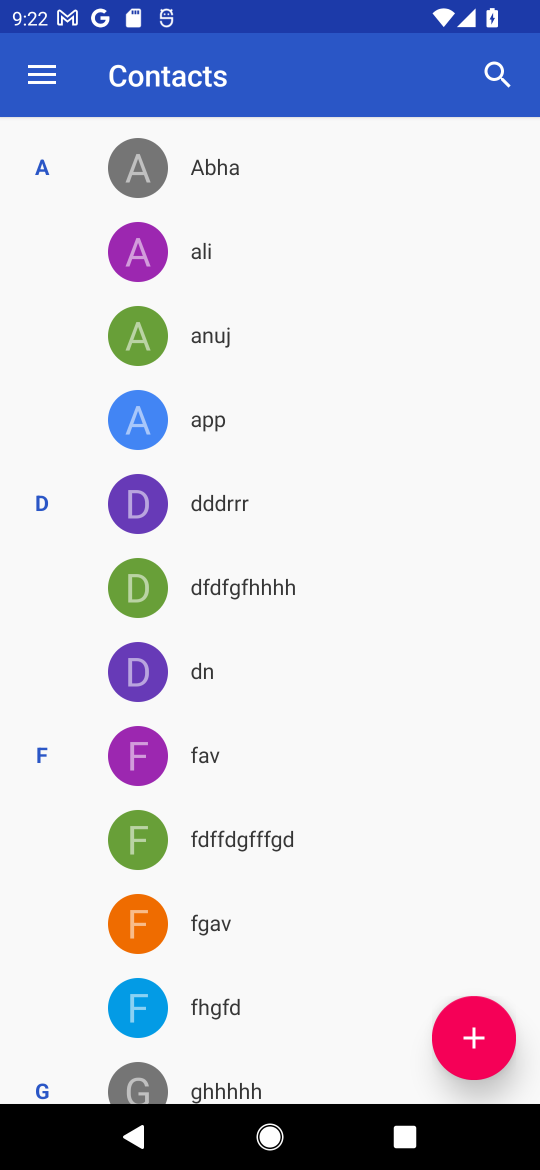 9:22
Contacts
A
A
Abha
A
ali
A
anuj
A
app
D
D
dddrrr
D
dfdfgfhhhh
D
dn
F
F
fav
F
fdffdgfffgd
F
fgav
F
fhgfd
G
G
ghhhhh